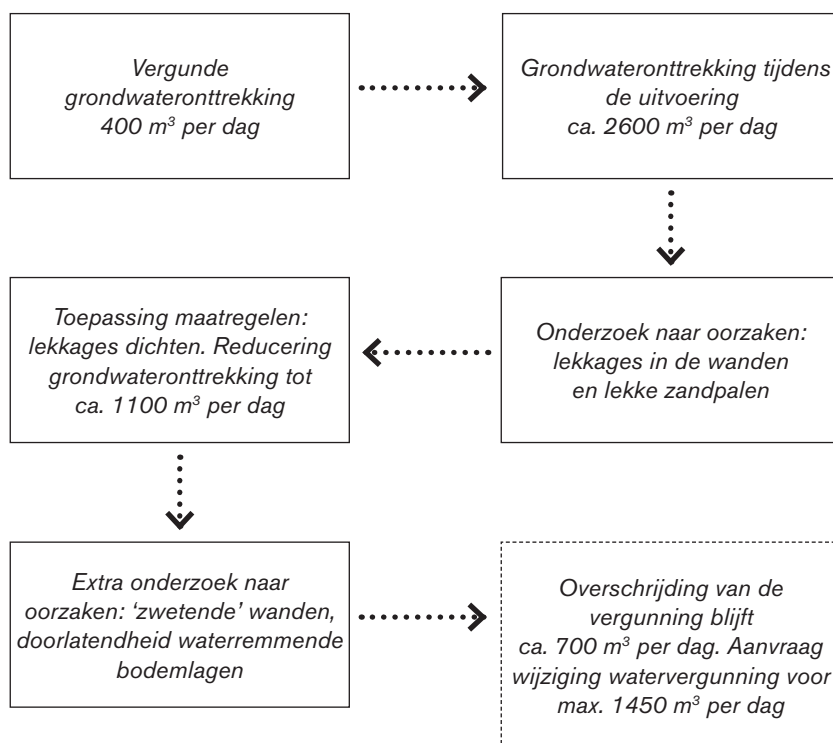 Vergunde
grondwateronttrekking
400 m³ per dag
Grondwateronttrekking tijdens
de uitvoering
ca. 2600 m³ per dag
Onderzoek naar oorzaken:
lekkages in de wanden
en lekke zandpalen
Toepassing maatregelen:
lekkages dichten. Reducering
grondwateronttrekking tot
ca. 1100 m³ per dag
Extra onderzoek naar
oorzaken: ‘zwetende’ wanden,
doorlatendheid waterremmende
bodemlagen
Overschrijding van de
vergunning blijft
ca. 700 m³ per dag. Aanvraag
wijziging watervergunning voor
max. 1450 m³ per dag